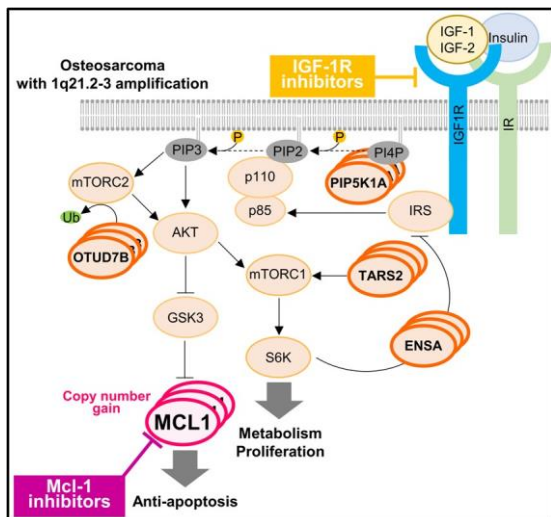 Osteosarcoma
with 1q21.2-3 amplification
IGF-1R
inhibitors
IGF-1
IGF-2
Insulin
IGF1R
IR
P
P
PIP3
PIP2
PI4P
mTORC2
p110
PIP5K1A
Ub
p85
IRS
OTUD7B
AKT
mTORC1
TARS2
GSK3
ENSA
S6K
Copy number
gain
MCL1
Metabolism
Proliferation
Mcl-1
inhibitors
Anti-apoptosis